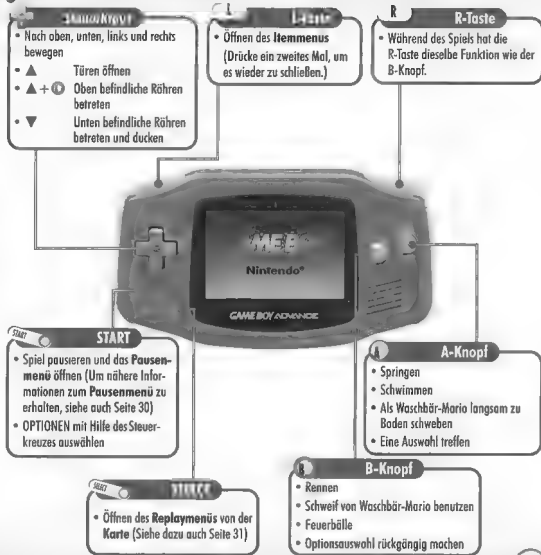 • Nach oben, unten, links und rechts
bewegen
• ▲ Türen öffnen
• ▲ + A Oben befindliche Röhren
betreten
• ▼ Unten befindliche Röhren
betreten und ducken
L
• Öffnen des Itemmenus
(Drücke ein zweites Mal, um
es wieder zu schließen.)
R R-Taste
• Während des Spiels hat die
R-Taste dieselbe Funktion wie der
B-Knopf.
Nintendo®
GAME BOY ADVANCE
START START
• Spiel pausieren und das Pausen-
menü öffnen (Um nähere Infor-
mationen zum Pausenmenü zu
erhalten, siehe auch Seite 30)
• OPTIONEN mit Hilfe des Steuer-
kreuzes auswählen
SELECT
• Öffnen des Replaymenüs von der
Karte (Siehe dazu auch Seite 31)
A A-Knopf
• Springen
• Schwimmen
• Als Waschbär-Mario langsam zu
Boden schweben
• Eine Auswahl treffen
B B-Knopf
• Rennen
• Schweif von Waschbär-Mario benutzen
• Feuerbälle
• Optionsauswahl rückgängig machen